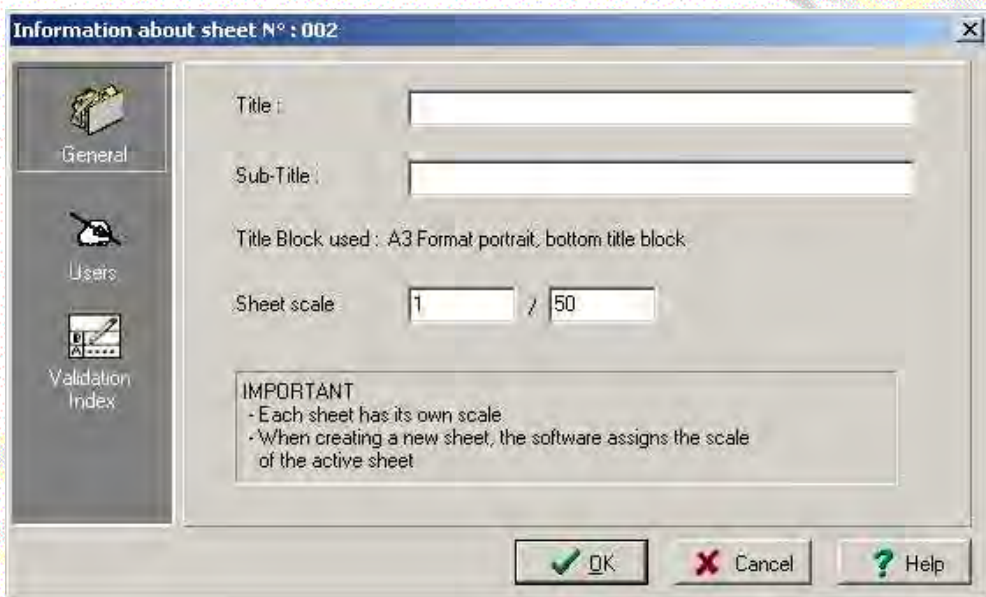 Information about sheet N° : 002
General
Users
Validation
Index
Title :
Sub-Title :
Title Block used : A3 Format portrait, bottom title block
Sheet scale 1 / 50
IMPORTANT
- Each sheet has its own scale
- When creating a new sheet, the software assigns the scale
of the active sheet
OK Cancel Help